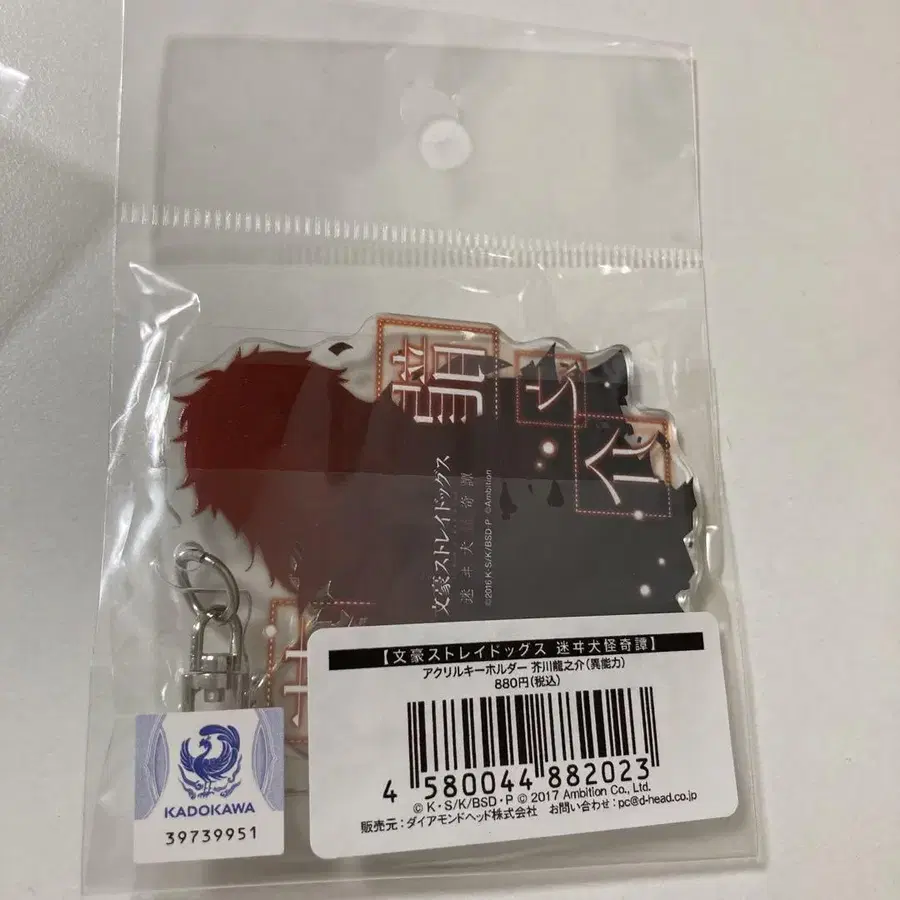 文豪ストレイドッグス
迷ヰ犬怪奇譚
©2016 K・S/K/BSD・P ©Ambition
介
【文豪ストレイドッグス 迷ヰ犬怪奇譚】
アクリルキーホルダー 芥川龍之介(異能力)
880円(税込)
4 580044 882023
© K・S/K/BSD・P © 2017 Ambition Co., Ltd.
販売元:ダイアモンドヘッド株式会社 お問い合わせ:pc@d-head.co.jp
KADOKAWA
39739951